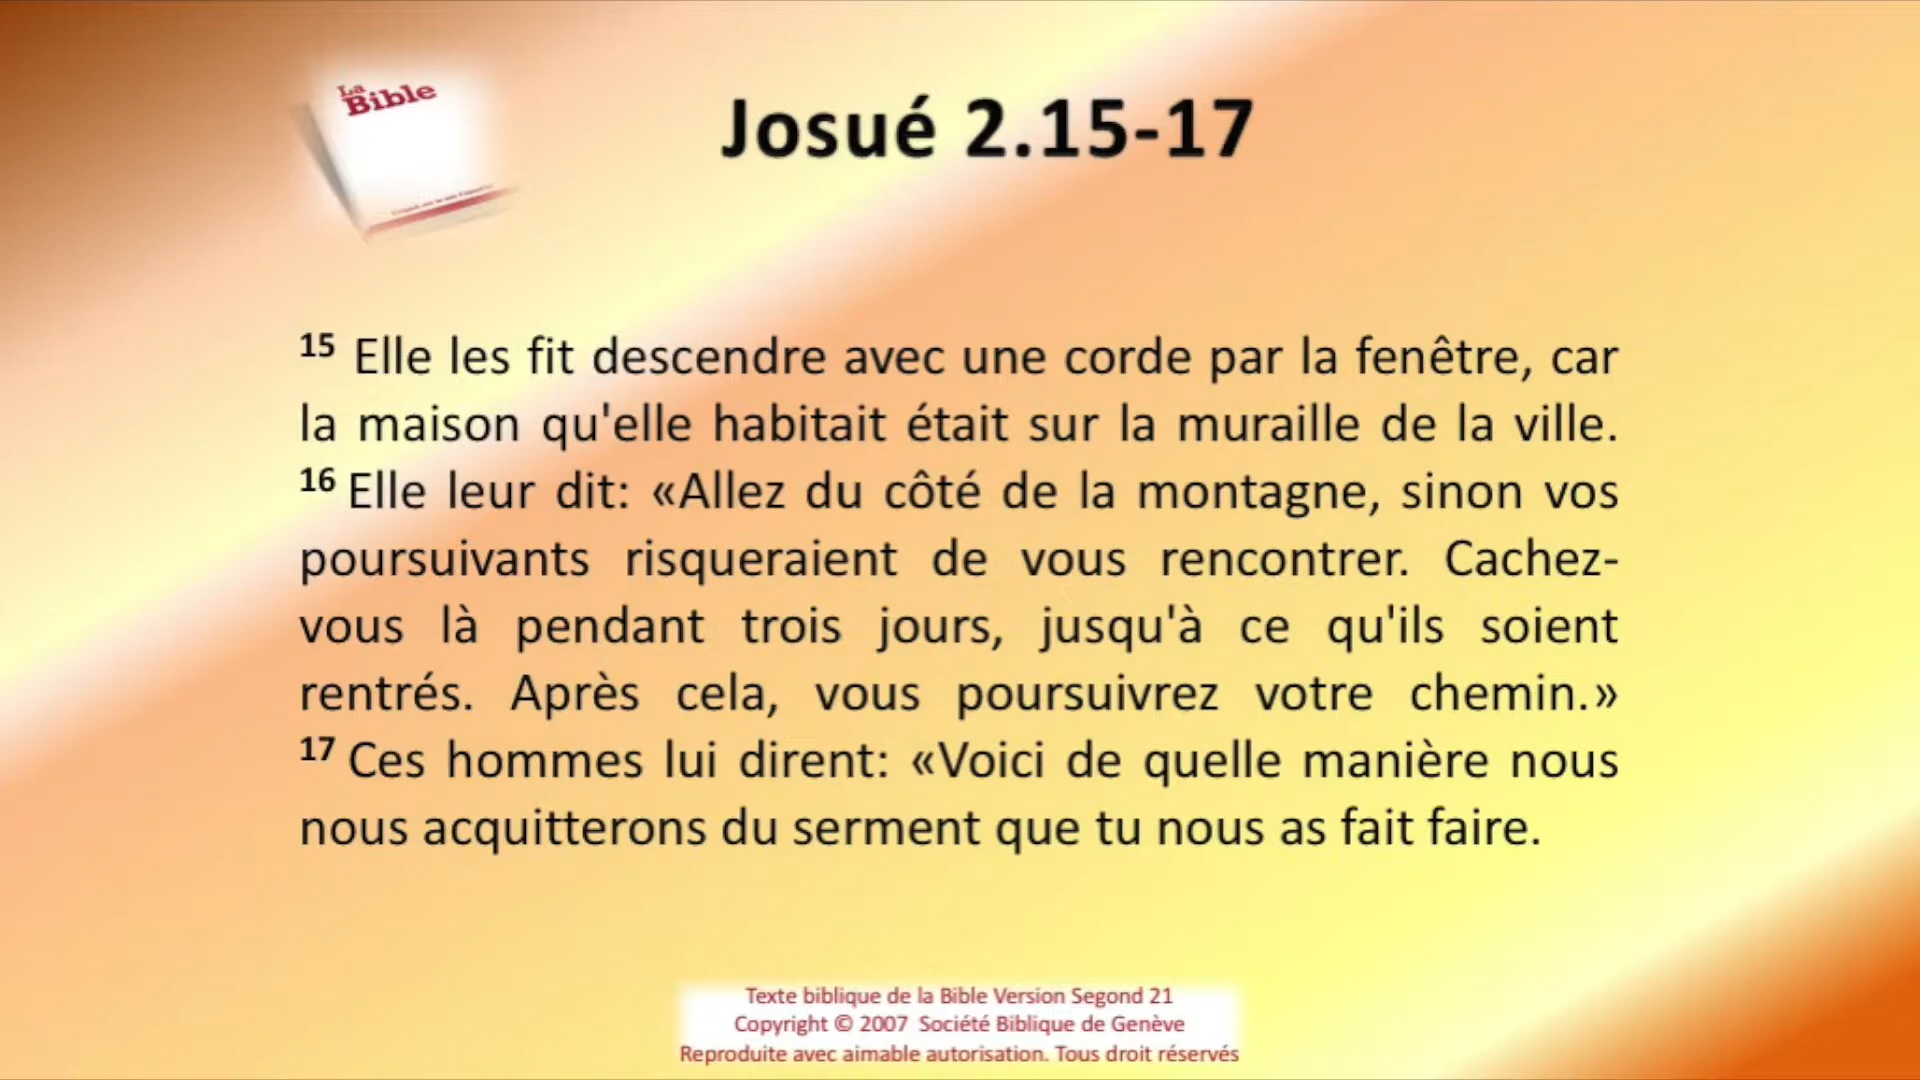 La
Bible
Josué 2.15-17
15 Elle les fit descendre avec une corde par la fenêtre, car
la maison qu'elle habitait était sur la muraille de la ville.
16 Elle leur dit: «Allez du côté de la montagne, sinon vos
poursuivants risqueraient de vous rencontrer. Cachez-
vous là pendant trois jours, jusqu'à ce qu'ils soient
rentrés. Après cela, vous poursuivrez votre chemin.»
17 Ces hommes lui dirent: «Voici de quelle manière nous
nous acquitterons du serment que tu nous as fait faire.
Texte biblique de la Bible Version Segond 21
Copyright © 2007 Société Biblique de Genève
Reproduite avec aimable autorisation. Tous droit réservés